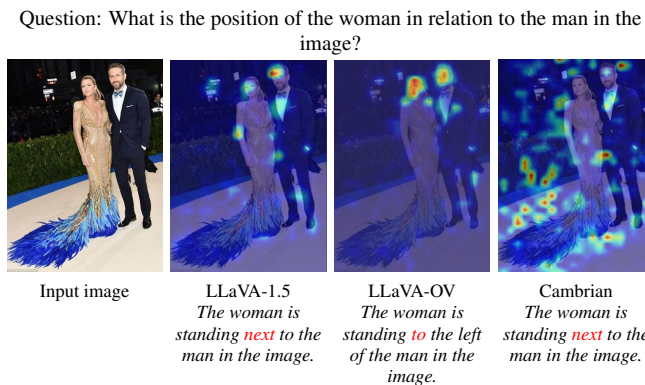 Question: What is the position of the woman in relation to the man in the
image?
Input image
LLaVA-1.5
The woman is
standing next to the
man in the image.
LLaVA-OV
The woman is
standing to the left
of the man in the
image.
Cambrian
The woman is
standing next to the
man in the image.